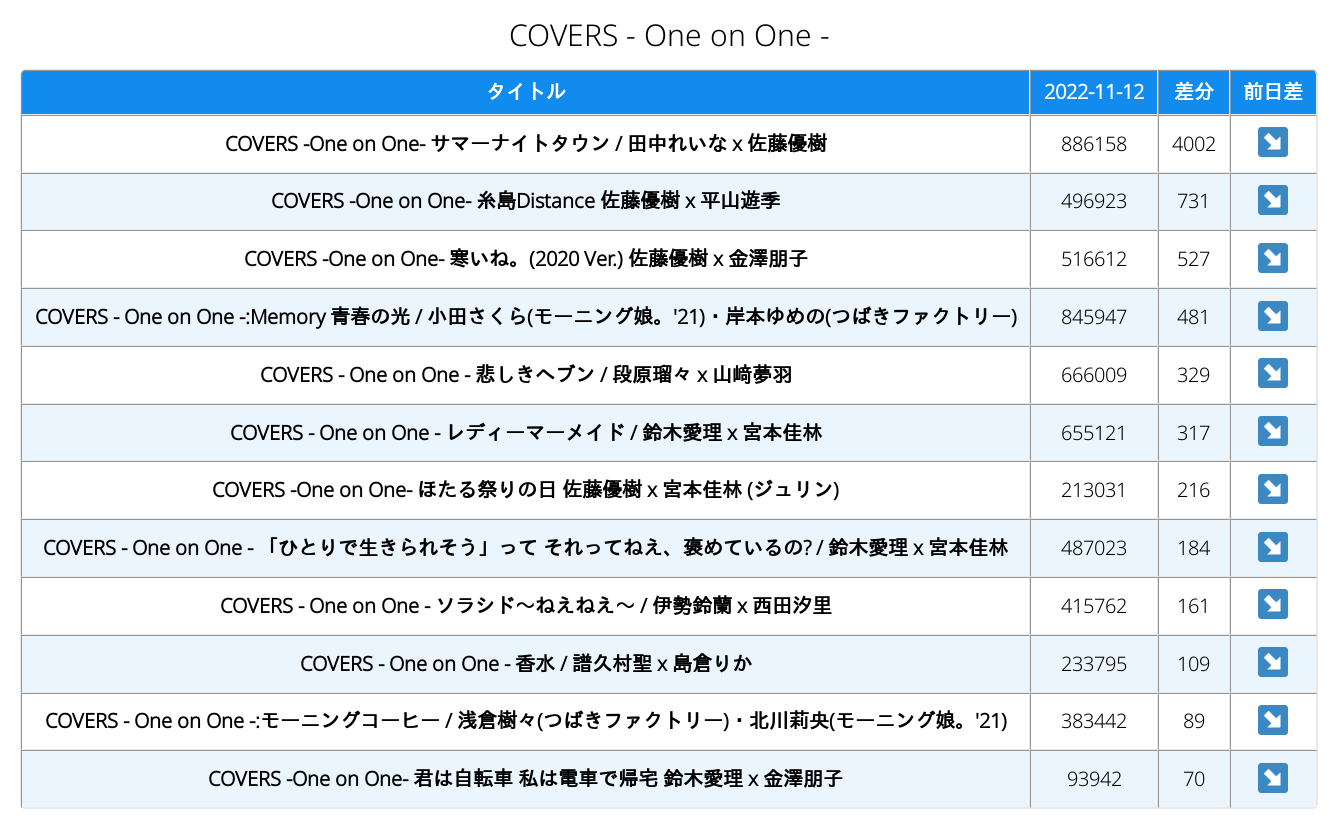 COVERS - One on One -
タイトル 2022-11-12 差分 前日差
COVERS -One on One- サマーナイトタウン / 田中れいな x 佐藤優樹 886158 4002
COVERS -One on One- 糸島Distance 佐藤優樹 x 平山遊季 496923 731
COVERS -One on One- 寒いね。(2020 Ver.) 佐藤優樹 x 金澤朋子 516612 527
COVERS - One on One -:Memory 青春の光 / 小田さくら(モーニング娘。'21)・岸本ゆめの(つばきファクトリー) 845947 481
COVERS - One on One - 悲しきヘブン / 段原瑠々 x 山﨑夢羽 666009 329
COVERS - One on One - レディーマーメイド / 鈴木愛理 x 宮本佳林 655121 317
COVERS -One on One- ほたる祭りの日 佐藤優樹 x 宮本佳林 (ジュリン) 213031 216
COVERS - One on One - 「ひとりで生きられそう」って それってねえ、褒めているの? / 鈴木愛理 x 宮本佳林 487023 184
COVERS - One on One - ソラシド〜ねえねえ〜 / 伊勢鈴蘭 x 西田汐里 415762 161
COVERS - One on One - 香水 / 譜久村聖 x 島倉りか 233795 109
COVERS - One on One -:モーニングコーヒー / 浅倉樹々(つばきファクトリー)・北川莉央(モーニング娘。'21) 383442 89
COVERS -One on One- 君は自転車 私は電車で帰宅 鈴木愛理 x 金澤朋子 93942 70